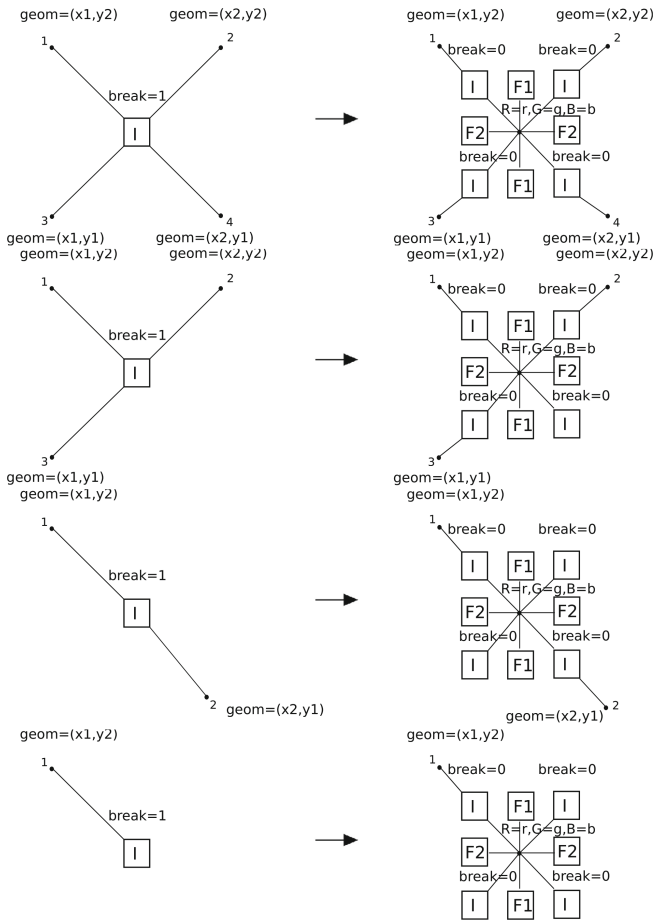 geom=(x1,y2) geom=(x2,y2) geom=(x1,y2) geom=(x2,y2)
1 2 1 2
break=0 break=0
break=1 I F1 I
R=r,G=g,B=b
I F2 F2
break=0 break=0
I F1 I
3 4 3 4
geom=(x1,y1) geom=(x2,y1) geom=(x1,y1) geom=(x2,y1)
geom=(x1,y2) geom=(x2,y2) geom=(x1,y2) geom=(x2,y2)
1 2 1 2
break=0 break=0
break=1 I F1 I
R=r,G=g,B=b
I F2 F2
break=0 break=0
I F1 I
3 3
geom=(x1,y1) geom=(x1,y1)
geom=(x1,y2) geom=(x1,y2)
1 1
break=0 break=0
break=1 I F1 I
R=r,G=g,B=b
I F2 F2
break=0 break=0
I F1 I
2 geom=(x2,y1) geom=(x2,y1) 2
geom=(x1,y2) geom=(x1,y2)
1 1
break=0 break=0
break=1 I F1 I
R=r,G=g,B=b
I F2 F2
break=0 break=0
I F1 I